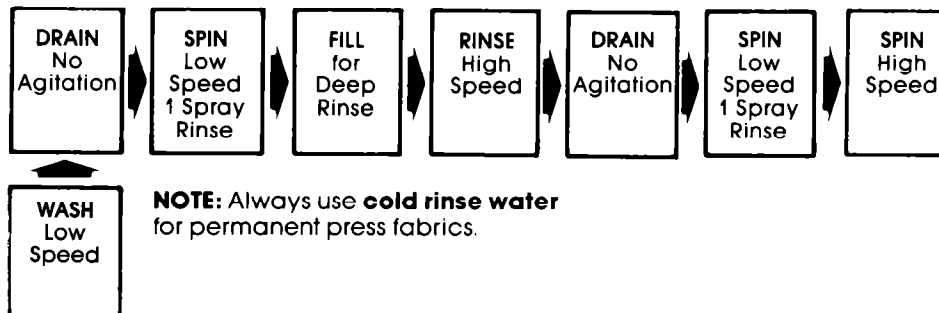 DRAIN
No
Agitation
SPIN
Low
Speed
1 Spray
Rinse
FILL
for
Deep
Rinse
RINSE
High
Speed
DRAIN
No
Agitation
SPIN
Low
Speed
1 Spray
Rinse
SPIN
High
Speed
WASH
Low
Speed
NOTE: Always use cold rinse water
for permanent press fabrics.